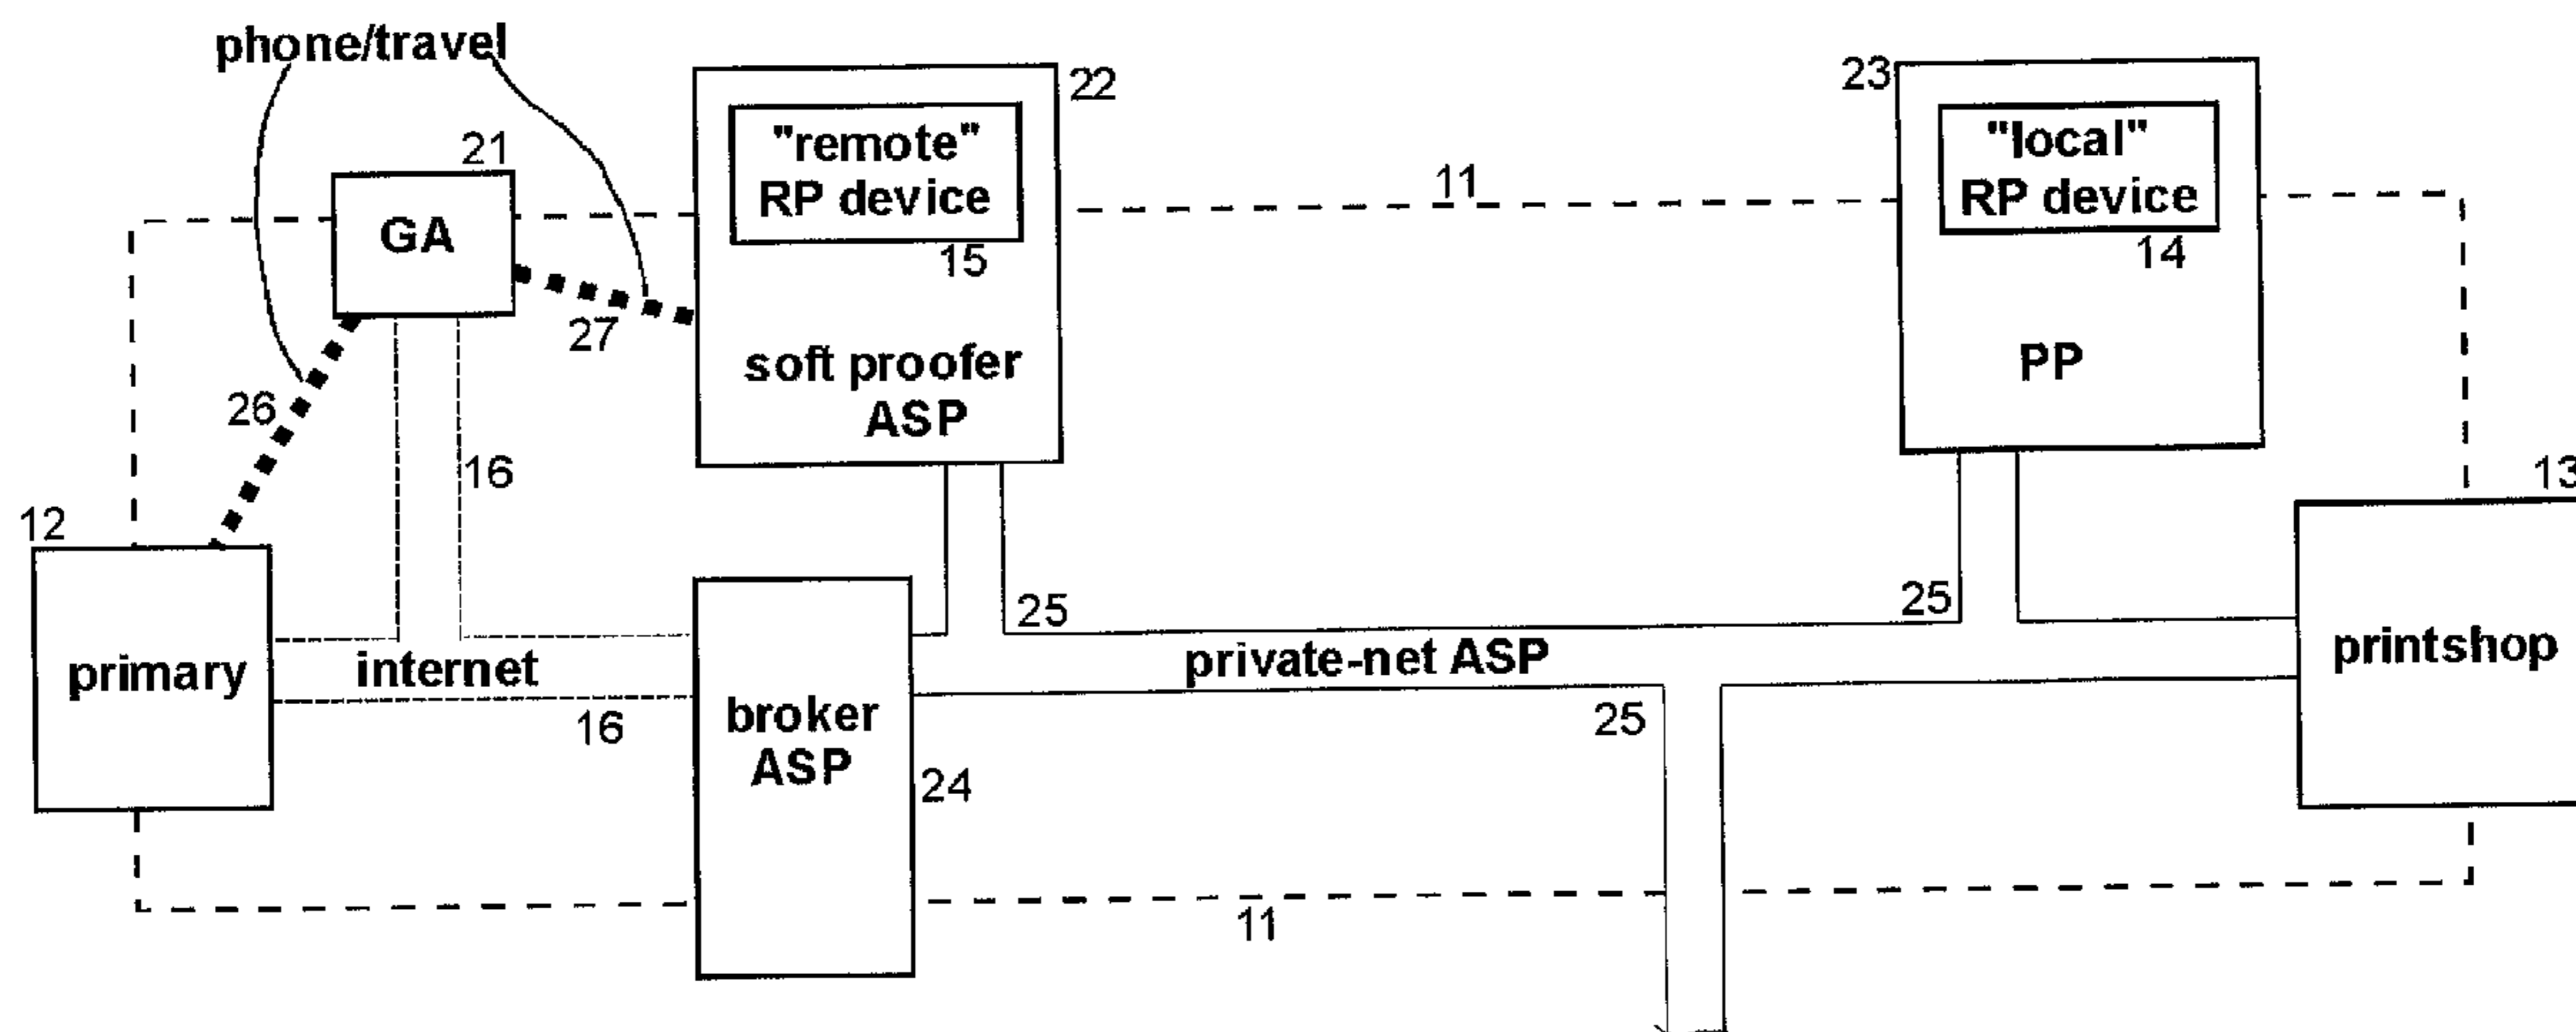 phone/travel
22
23
"remote"
RP device
"local"
RP device
21
11
GA
15
14
27
soft proofer
ASP
PP
26
16
13
12
25
25
primary
internet
private-net ASP
printshop
16
broker
ASP
25
24
11